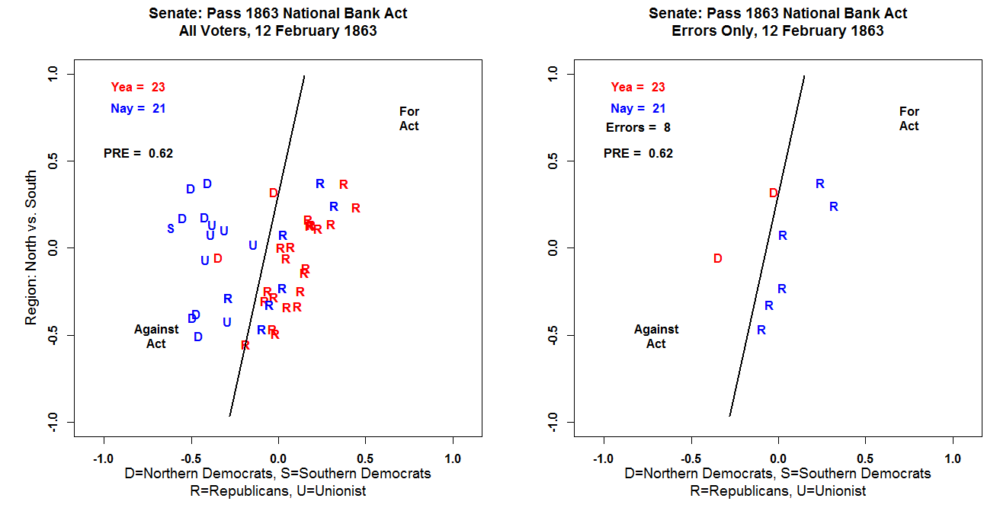 Senate: Pass 1863 National Bank Act
All Voters, 12 February 1863
Yea = 23
Nay = 21
PRE = 0.62
For
Act
Against
Act
D D D R R R
D D U U U S U R R R R R R
U D U R R R R R R
R R R R R R R R R
D D D U R R R R
Region: North vs. South
1.0
0.5
0.0
-0.5
-1.0
-1.0 -0.5 0.0 0.5 1.0
D=Northern Democrats, S=Southern Democrats
R=Republicans, U=Unionist
Senate: Pass 1863 National Bank Act
Errors Only, 12 February 1863
Yea = 23
Nay = 21
Errors = 8
PRE = 0.62
For
Act
Against
Act
R
D
R
R
D
R
R
R
1.0
0.5
0.0
-0.5
-1.0
-1.0 -0.5 0.0 0.5 1.0
D=Northern Democrats, S=Southern Democrats
R=Republicans, U=Unionist